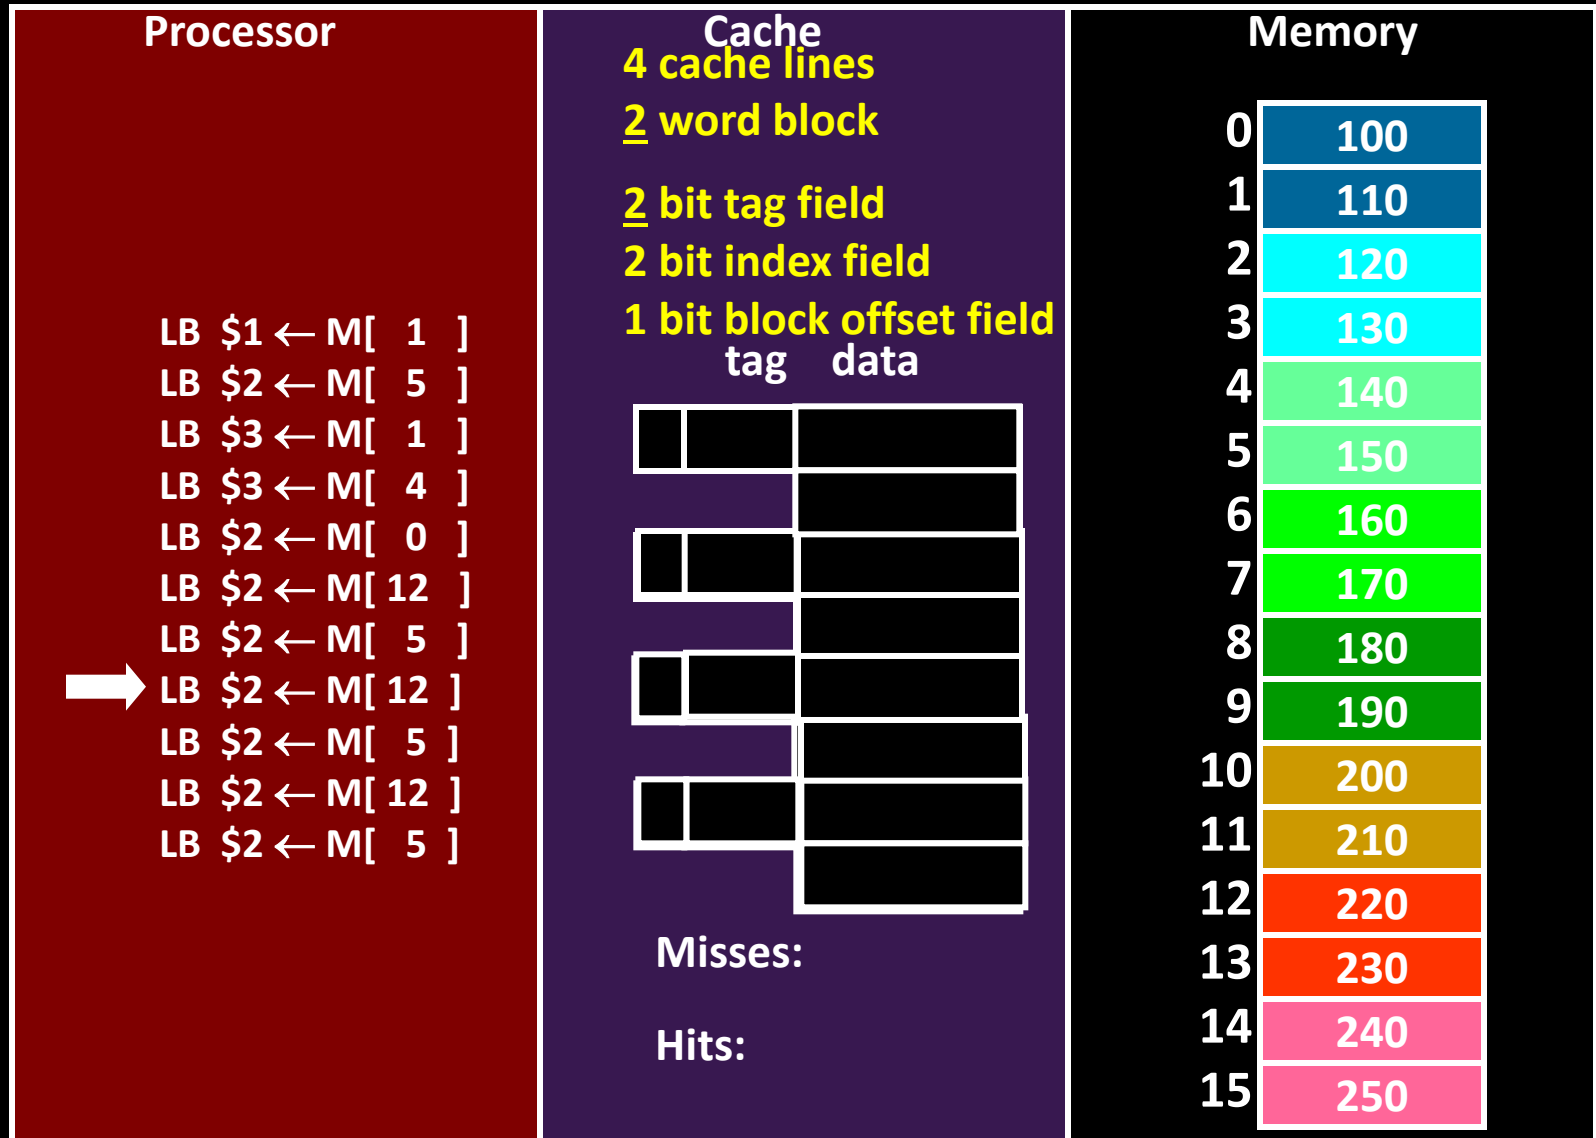 Processor
LB $1 ← M[ 1 ]
LB $2 ← M[ 5 ]
LB $3 ← M[ 1 ]
LB $3 ← M[ 4 ]
LB $2 ← M[ 0 ]
LB $2 ← M[ 12 ]
LB $2 ← M[ 5 ]
LB $2 ← M[ 12 ]
LB $2 ← M[ 5 ]
LB $2 ← M[ 12 ]
LB $2 ← M[ 5 ]
Cache
4 cache lines
2 word block
2 bit tag field
2 bit index field
1 bit block offset field
tag data
Misses:
Hits:
Memory
0 100
1 110
2 120
3 130
4 140
5 150
6 160
7 170
8 180
9 190
10 200
11 210
12 220
13 230
14 240
15 250